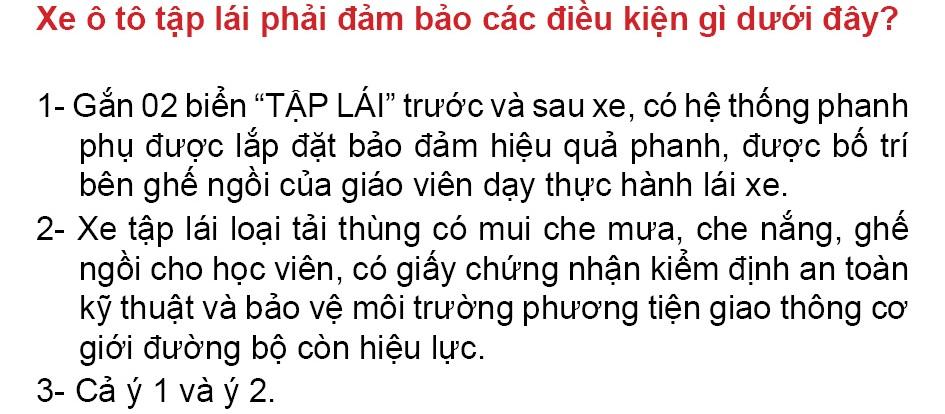 Xe ô tô tập lái phải đảm bảo các điều kiện gì dưới đây?
1- Gắn 02 biển “TẬP LÁI” trước và sau xe, có hệ thống phanh
phụ được lắp đặt bảo đảm hiệu quả phanh, được bố trí
bên ghế ngồi của giáo viên dạy thực hành lái xe.
2- Xe tập lái loại tải thùng có mui che mưa, che nắng, ghế
ngồi cho học viên, có giấy chứng nhận kiểm định an toàn
kỹ thuật và bảo vệ môi trường phương tiện giao thông cơ
giới đường bộ còn hiệu lực.
3- Cả ý 1 và ý 2.